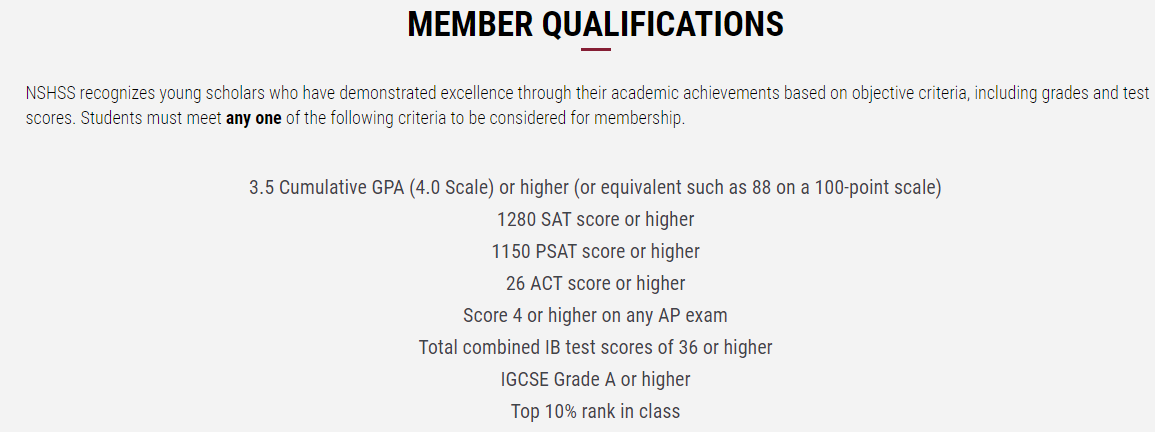 MEMBER QUALIFICATIONS
NSHSS recognizes young scholars who have demonstrated excellence through their academic achievements based on objective criteria, including grades and test
scores. Students must meet any one of the following criteria to be considered for membership.
3.5 Cumulative GPA (4.0 Scale) or higher (or equivalent such as 88 on a 100-point scale)
1280 SAT score or higher
1150 PSAT score or higher
26 ACT score or higher
Score 4 or higher on any AP exam
Total combined IB test scores of 36 or higher
IGCSE Grade A or higher
Top 10% rank in class